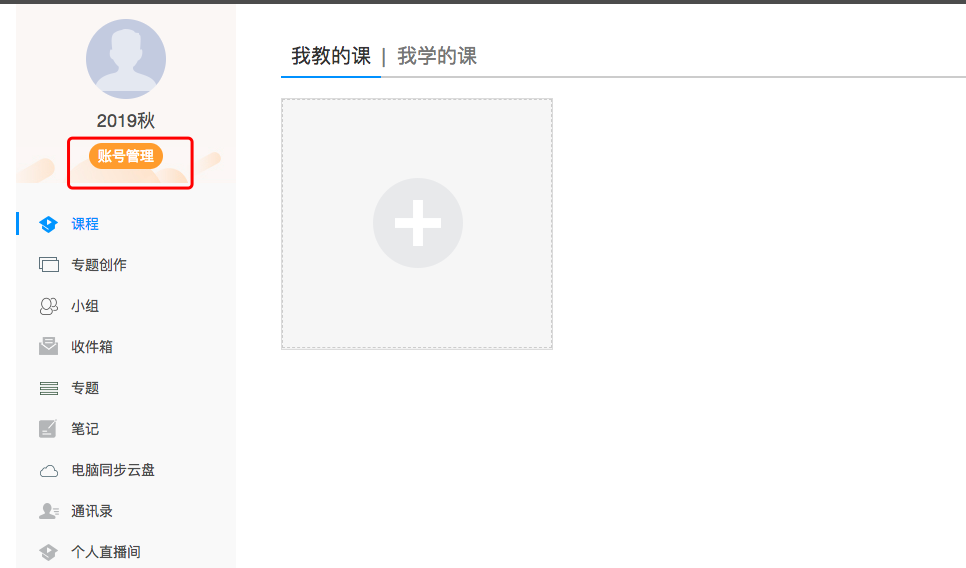 2019秋
账号管理
课程
专题创作
小组
收件箱
专题
笔记
电脑同步云盘
通讯录
个人直播间
我教的课 | 我学的课